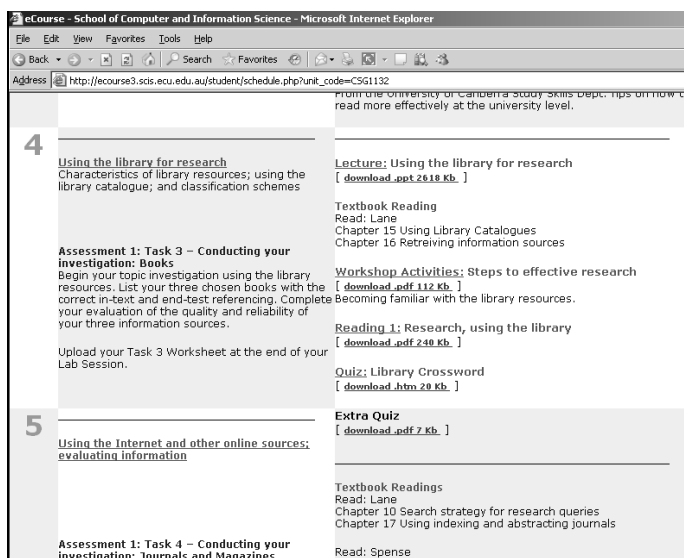 eCourse - School of Computer and Information Science - Microsoft Internet Explorer
File Edit View Favorites Tools Help
Back Search Favorites
Address http://ecourse3.scis.ecu.edu.au/student/schedule.php?unit_code=CSG1132
From the University of Canberra Study Skills Dept. Tips on how
read more effectively at the university level.
4
Using the library for research
Characteristics of library resources; using the
library catalogue; and classification schemes
Assessment 1: Task 3 – Conducting your
investigation: Books
Begin your topic investigation using the library
resources. List your three chosen books with the
correct in-text and end-test referencing. Complete
your evaluation of the quality and reliability of
your three information sources.
Upload your Task 3 Worksheet at the end of your
Lab Session.
Lecture: Using the library for research
[ download .ppt 2618 Kb ]
Textbook Reading
Read: Lane
Chapter 15 Using Library Catalogues
Chapter 16 Retreiving information sources
Workshop Activities: Steps to effective research
[ download .pdf 112 Kb ]
Becoming familiar with the library resources.
Reading 1: Research, using the library
[ download .pdf 240 Kb ]
Quiz: Library Crossword
[ download .htm 20 Kb ]
Extra Quiz
[ download .pdf 7 Kb ]
5
Using the Internet and other online sources;
evaluating information
Assessment 1: Task 4 – Conducting your
investigation: Journals and Magazines
Textbook Readings
Read: Lane
Chapter 10 Search strategy for research queries
Chapter 17 Using indexing and abstracting journals
Read: Spense